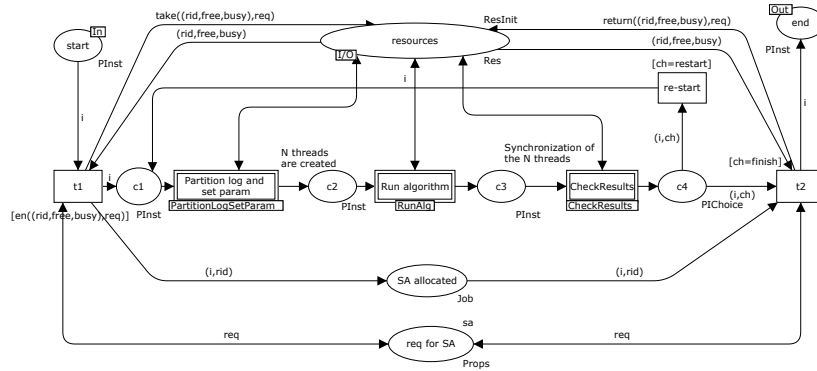 take((rid,free,busy),req)
ResInit
return((rid,free,busy),req)
Out
end
In
start
(rid,free,busy)
resources
(rid,free,busy)
PInst
I/O
Res
PInst
[ch=restart]
i
re-start
i
i
N threads
are created
Synchronization of
the N threads
(i,ch)
[ch=finish]
t1
i
c1
Partition log and
set param
c2
Run algorithm
c3
CheckResults
c4
(i,ch)
t2
PInst
PartitionLogSetParam
PInst
RunAlg
PInst
CheckResults
PIChoice
[en((rid,free,busy),req)]
(i,rid)
SA allocated
(i,rid)
Job
sa
req
req for SA
req
Props